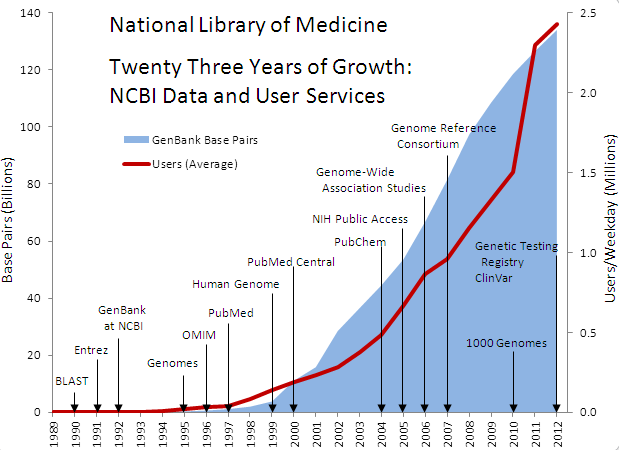 National Library of Medicine
Twenty Three Years of Growth:
NCBI Data and User Services
GenBank Base Pairs
Users (Average)
Base Pairs (Billions)
140
120
100
80
60
40
20
0
Users/Weekday (Millions)
2.5
2.0
1.5
1.0
0.5
0.0
BLAST
Entrez
GenBank
at NCBI
Genomes
OMIM
PubMed
Human Genome
PubMed Central
PubChem
NIH Public Access
Genome-Wide
Association Studies
Genome Reference
Consortium
1000 Genomes
Genetic Testing
Registry
ClinVar
1989
1990
1991
1992
1993
1994
1995
1996
1997
1998
1999
2000
2001
2002
2003
2004
2005
2006
2007
2008
2009
2010
2011
2012